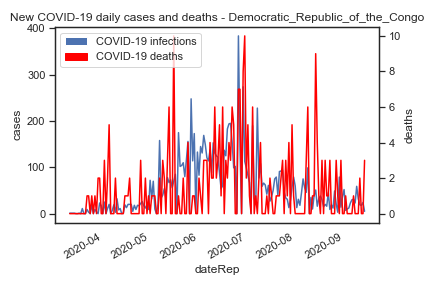 New COVID-19 daily cases and deaths - Democratic_Republic_of_the_Congo
COVID-19 infections
COVID-19 deaths
400
300
200
100
0
cases
10
8
6
4
2
0
deaths
2020-04
2020-05
2020-06
2020-07
2020-08
2020-09
dateRep